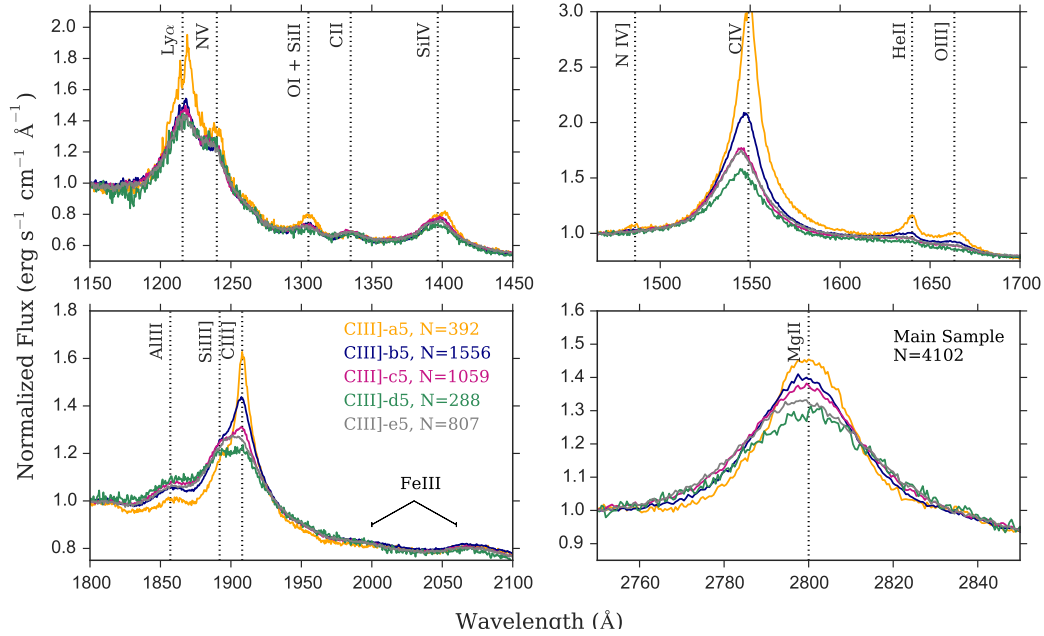 Normalized Flux (erg s⁻¹ cm⁻¹ Å⁻¹)
Lyα
NV
OI + SiII
CII
SiIV
2.0
1.8
1.6
1.4
1.2
1.0
0.8
0.6
1150 1200 1250 1300 1350 1400 1450
N IV]
CIV
HeII
OIII]
3.0
2.5
2.0
1.5
1.0
1500 1550 1600 1650 1700
AlIII
SiIII]
CIII]
CIII]-a5, N=392
CIII]-b5, N=1556
CIII]-c5, N=1059
CIII]-d5, N=288
CIII]-e5, N=807
FeIII
1.8
1.6
1.4
1.2
1.0
0.8
1800 1850 1900 1950 2000 2050 2100
MgII
Main Sample
N=4102
1.6
1.5
1.4
1.3
1.2
1.1
1.0
0.9
2760 2780 2800 2820 2840
Wavelength (Å)